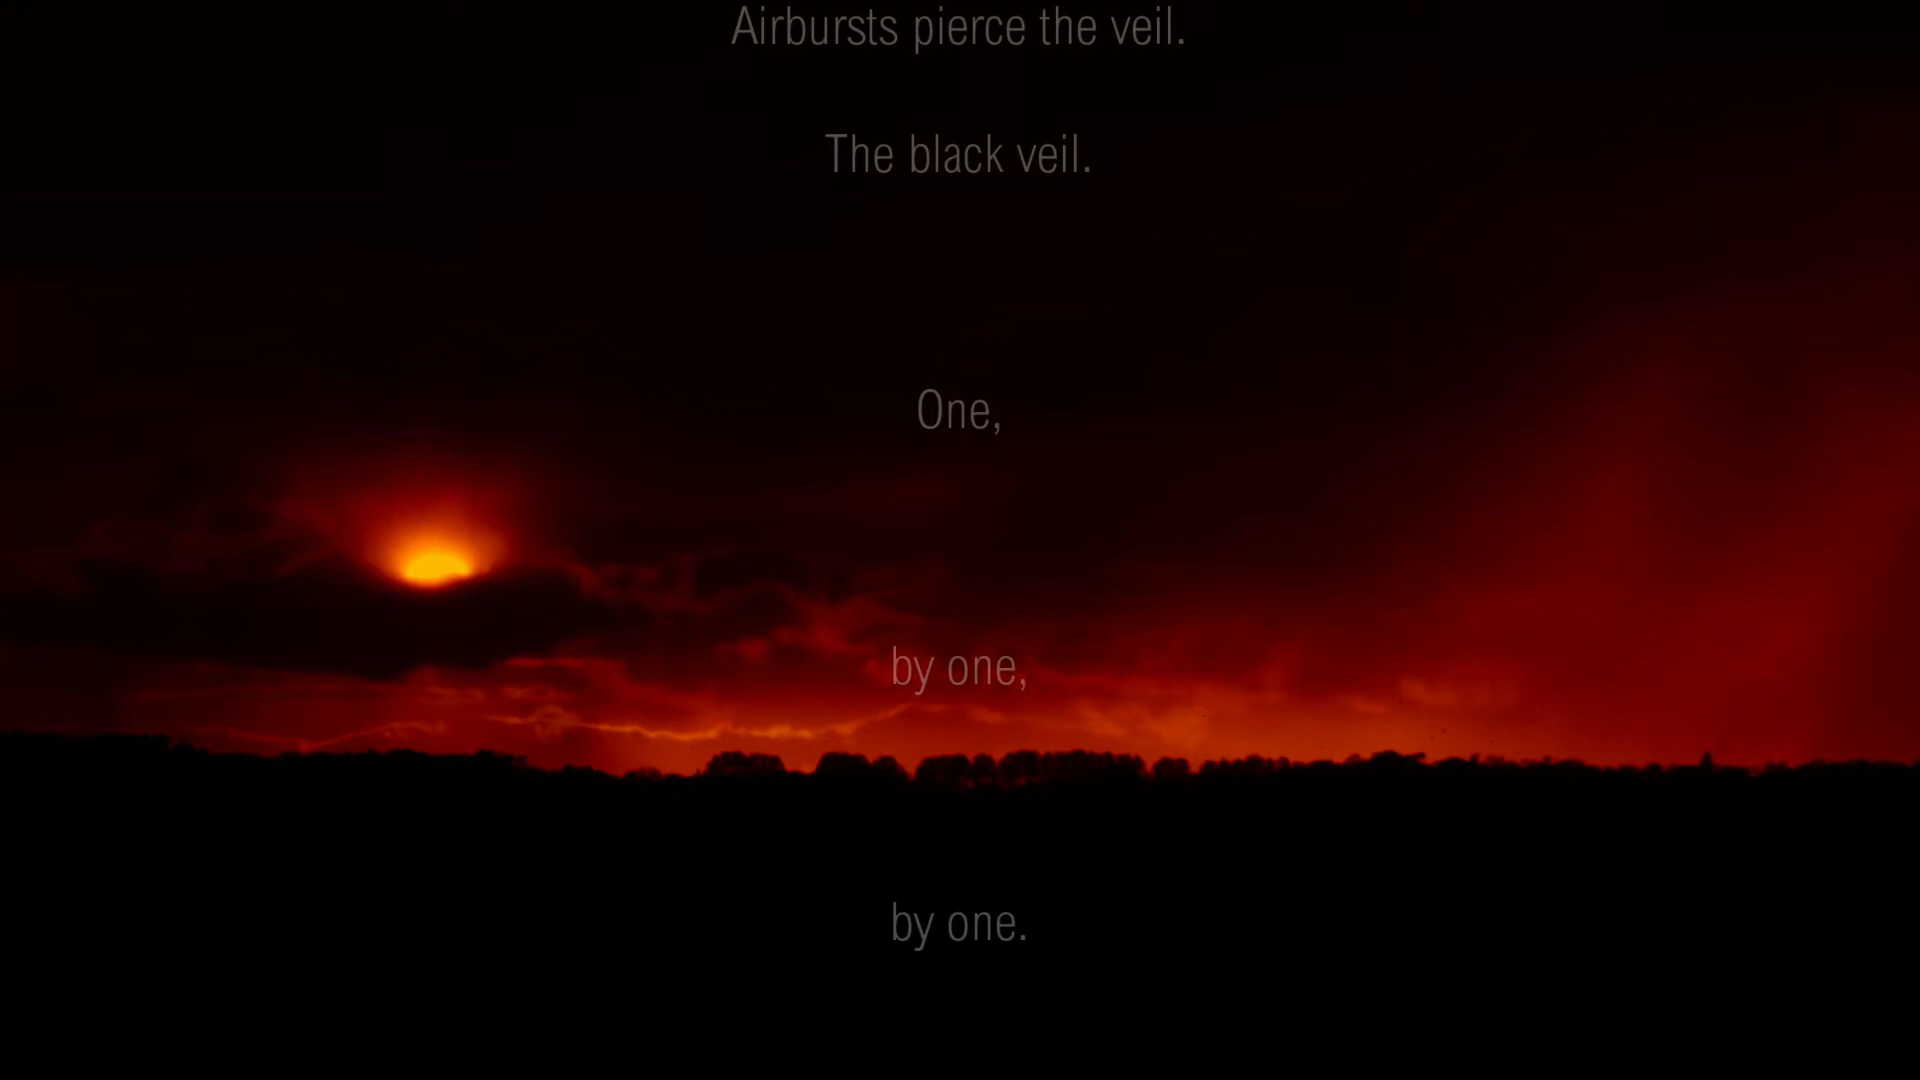 Airbursts pierce the veil.
The black veil.
One,
by one,
by one.